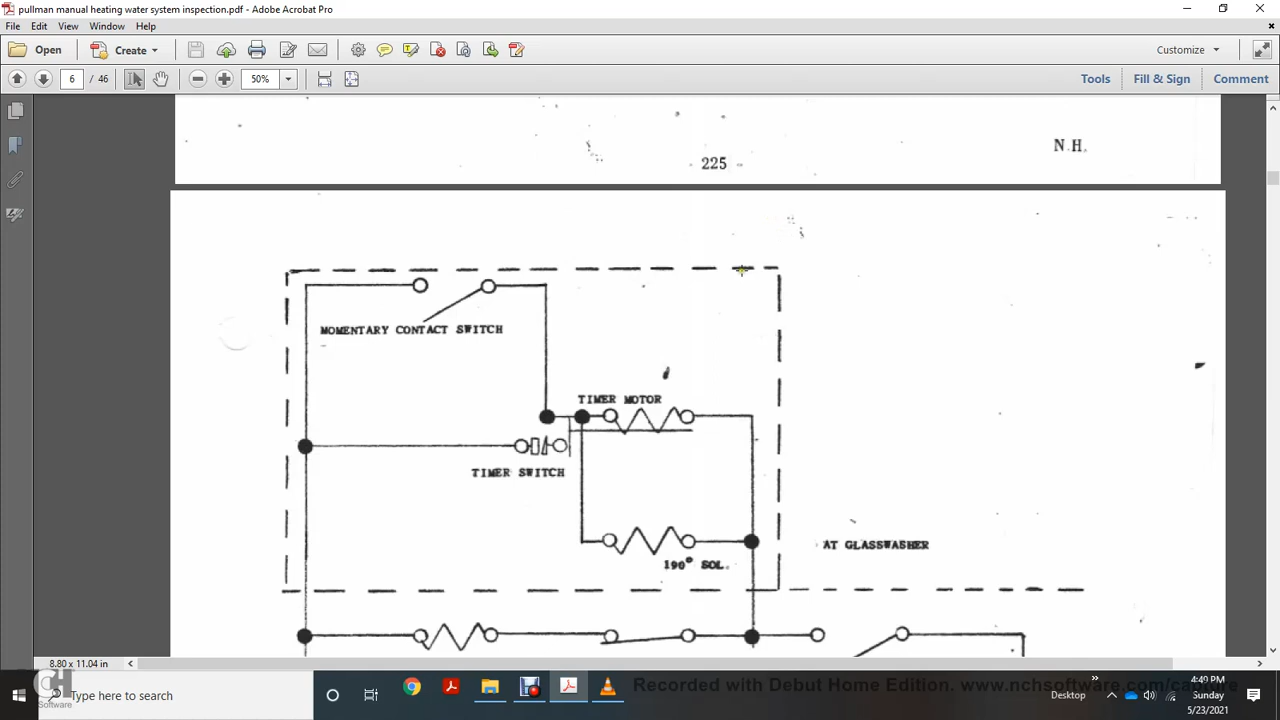 pullman manual heating water system inspection.pdf - Adobe Acrobat Pro
File Edit View Window Help
Open Create Customize
6 / 46 50% Tools Fill & Sign Comment
N.H.
- 225 -
MOMENTARY CONTACT SWITCH
TIMER MOTOR
TIMER SWITCH
AT GLASSWASHER
190° SOL.
8.80 x 11.04 in
Type here to search
Recorded with Debut Home Edition. www.nchsoftware.com/capture
CH
Software
Desktop
4:49 PM
Sunday
5/23/2021